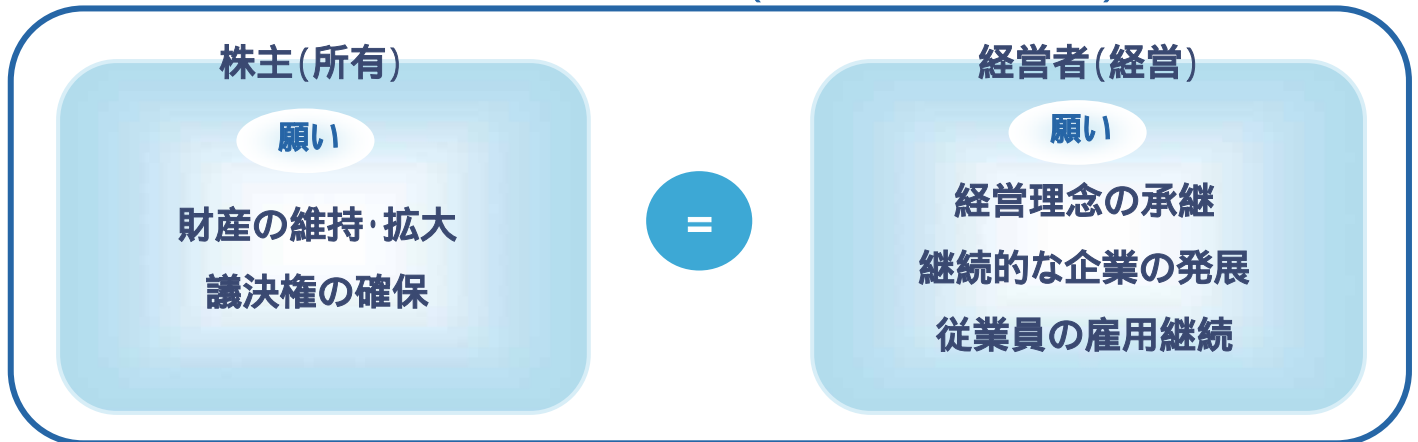 株主(所有)
願い
財産の維持・拡大
議決権の確保
=
経営者(経営)
願い
経営理念の承継
継続的な企業の発展
従業員の雇用継続